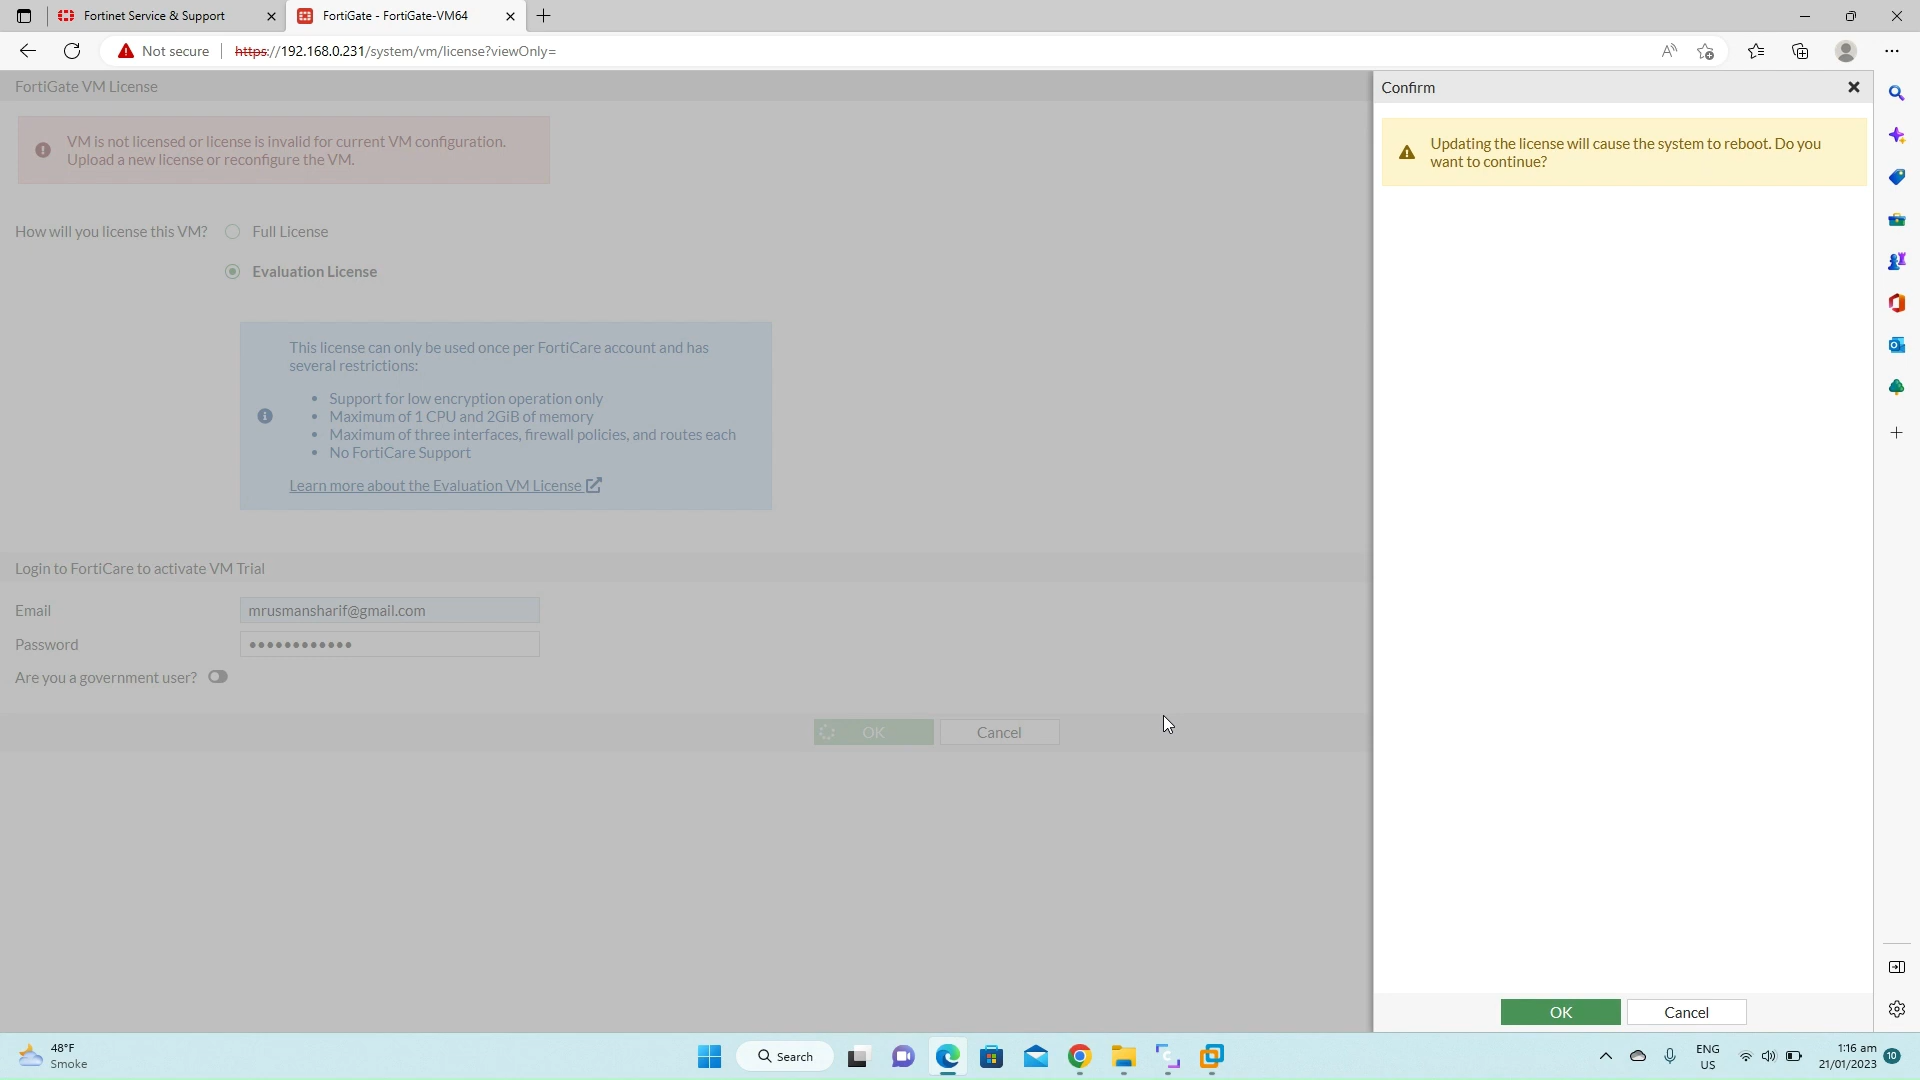 Fortinet Service & Support
FortiGate - FortiGate-VM64
Not secure
https://192.168.0.231/system/vm/license?viewOnly=
FortiGate VM License
VM is not licensed or license is invalid for current VM configuration.
Upload a new license or reconfigure the VM.
How will you license this VM?
Full License
Evaluation License
This license can only be used once per FortiCare account and has
several restrictions:
• Support for low encryption operation only
• Maximum of 1 CPU and 2GiB of memory
• Maximum of three interfaces, firewall policies, and routes each
• No FortiCare Support
Learn more about the Evaluation VM License
Login to FortiCare to activate VM Trial
Email
mrusmansharif@gmail.com
Password
••••••••••••
Are you a government user?
OK
Cancel
Confirm
Updating the license will cause the system to reboot. Do you
want to continue?
OK
Cancel
48°F
Smoke
Search
ENG
US
1:16 am
21/01/2023
10